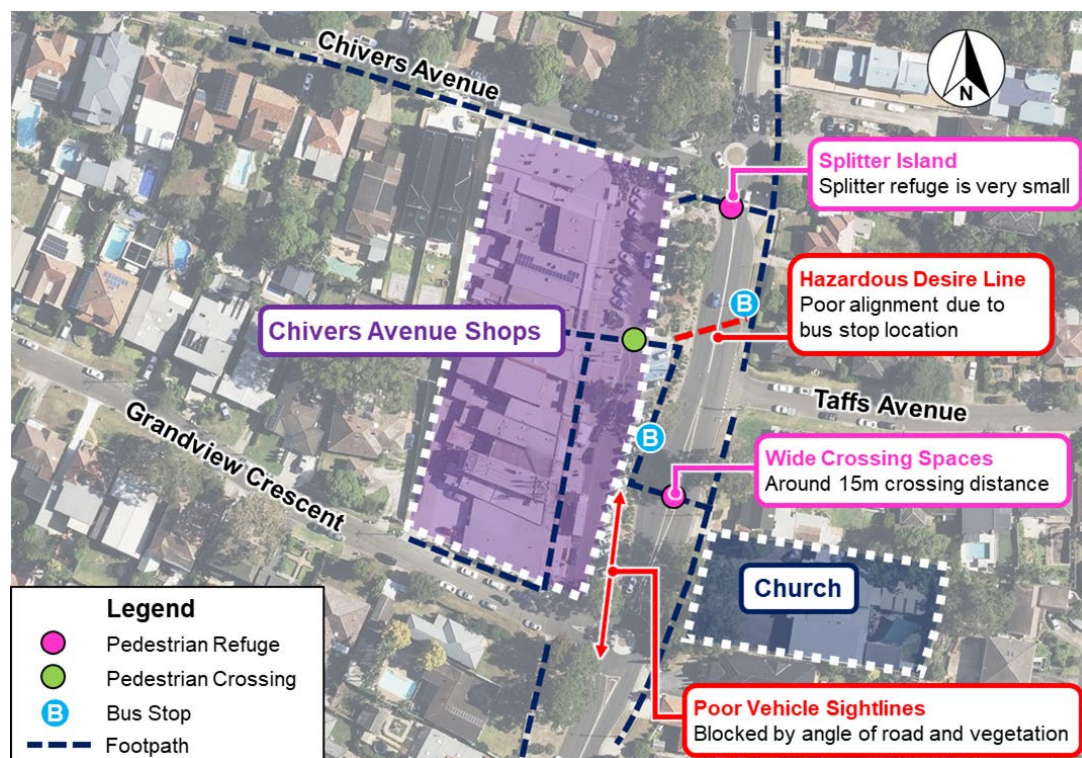 Chivers Avenue
N
Splitter Island
Splitter refuge is very small
Hazardous Desire Line
Poor alignment due to
bus stop location
B
Chivers Avenue Shops
Taffs Avenue
B
Grandview Crescent
Wide Crossing Spaces
Around 15m crossing distance
Church
Legend
Pedestrian Refuge
Pedestrian Crossing
B Bus Stop
Footpath
Poor Vehicle Sightlines
Blocked by angle of road and vegetation